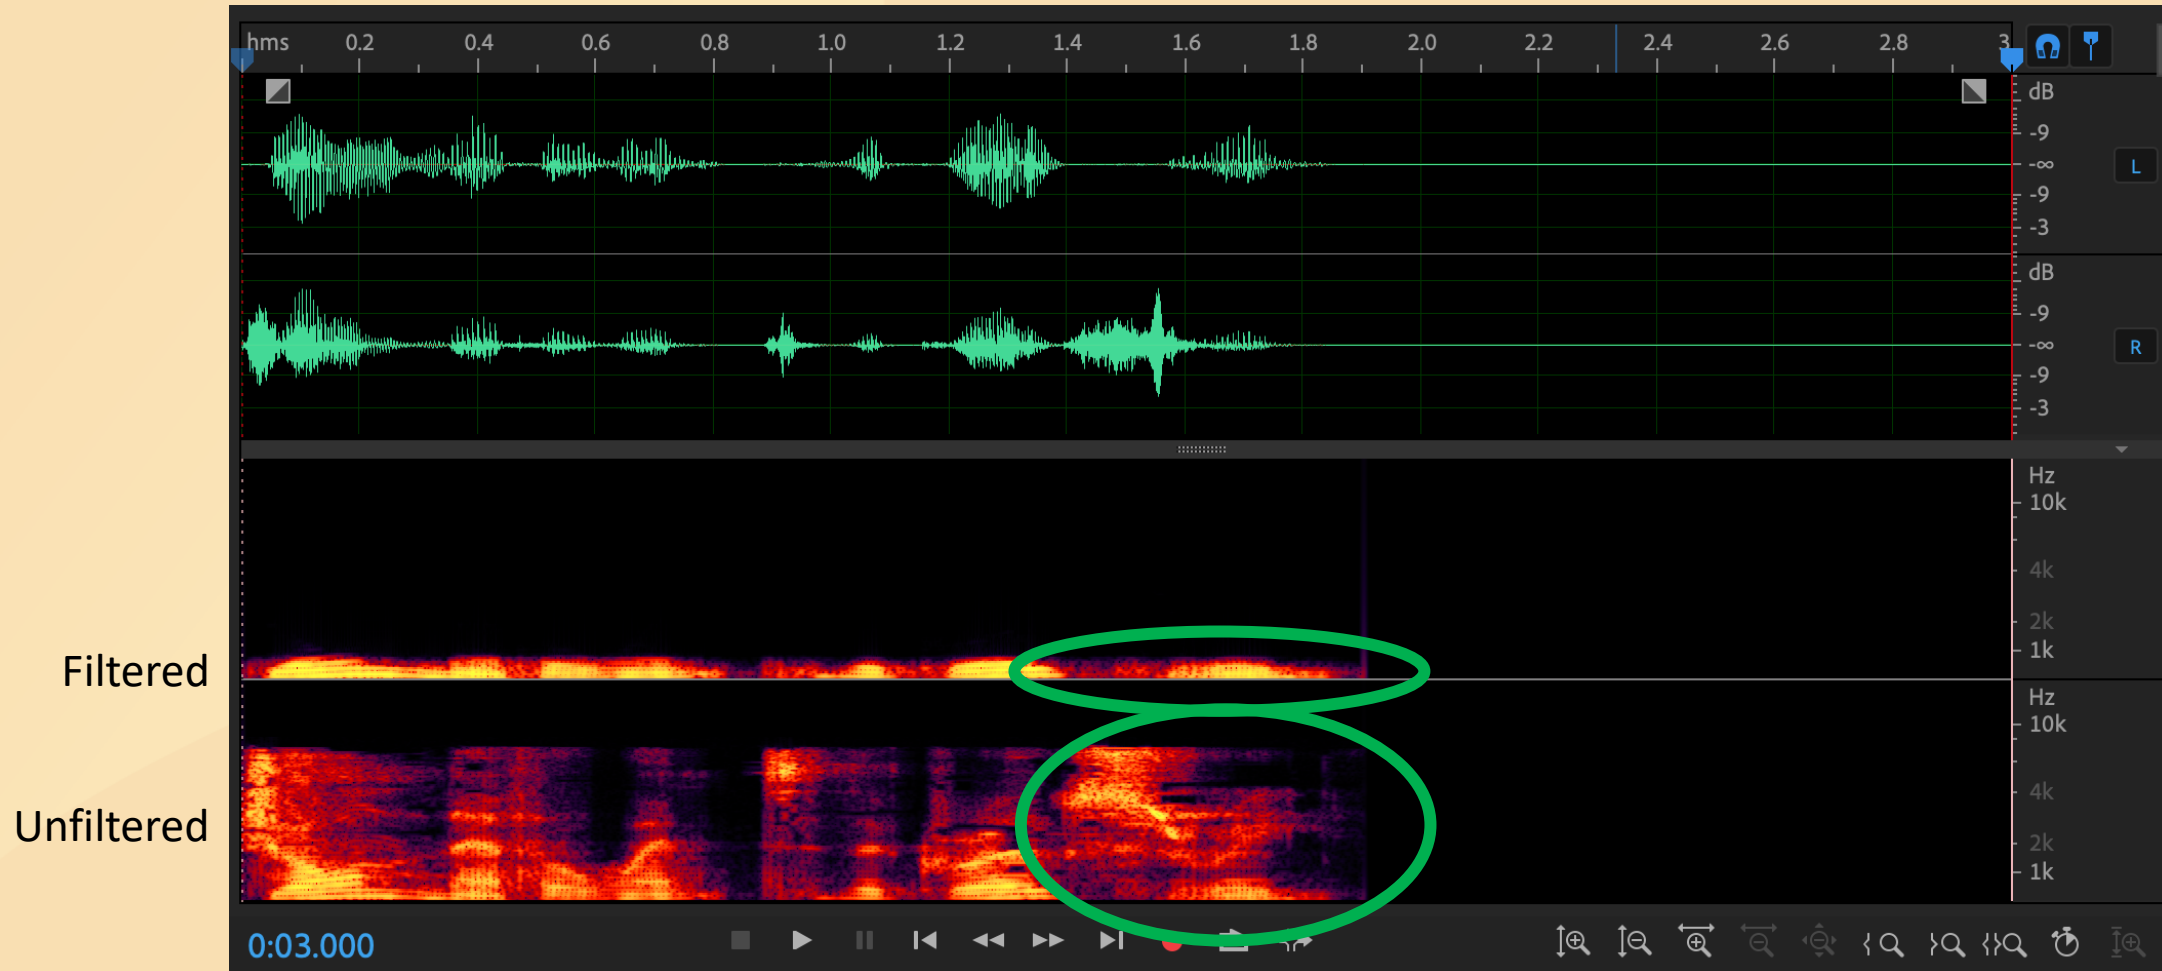 hms 0.2 0.4 0.6 0.8 1.0 1.2 1.4 1.6 1.8 2.0 2.2 2.4 2.6 2.8 3
dB
-9
-∞
-9
-3
L
dB
-9
-∞
-9
-3
R
Hz
10k
4k
2k
1k
Filtered
Hz
10k
4k
2k
1k
Unfiltered
0:03.000